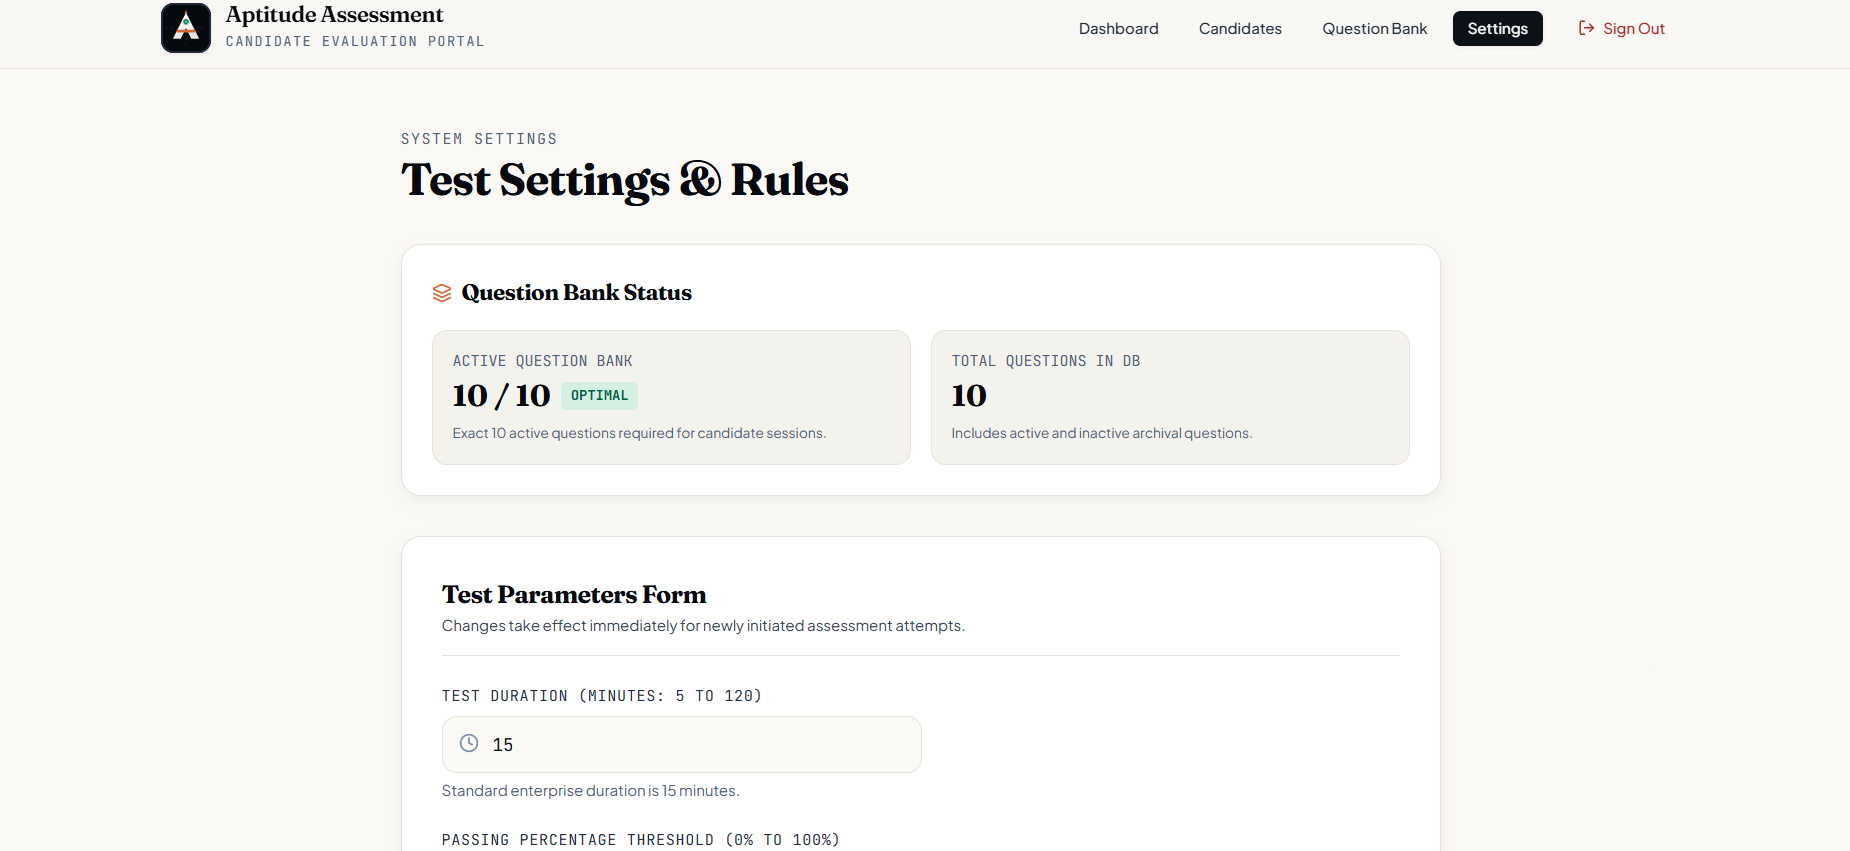 Aptitude Assessment
CANDIDATE EVALUATION PORTAL
Dashboard
Candidates
Question Bank
Settings
Sign Out
SYSTEM SETTINGS
Test Settings & Rules
Question Bank Status
ACTIVE QUESTION BANK
10 / 10 OPTIMAL
Exact 10 active questions required for candidate sessions.
TOTAL QUESTIONS IN DB
10
Includes active and inactive archival questions.
Test Parameters Form
Changes take effect immediately for newly initiated assessment attempts.
TEST DURATION (MINUTES: 5 TO 120)
15
Standard enterprise duration is 15 minutes.
PASSING PERCENTAGE THRESHOLD (0% TO 100%)